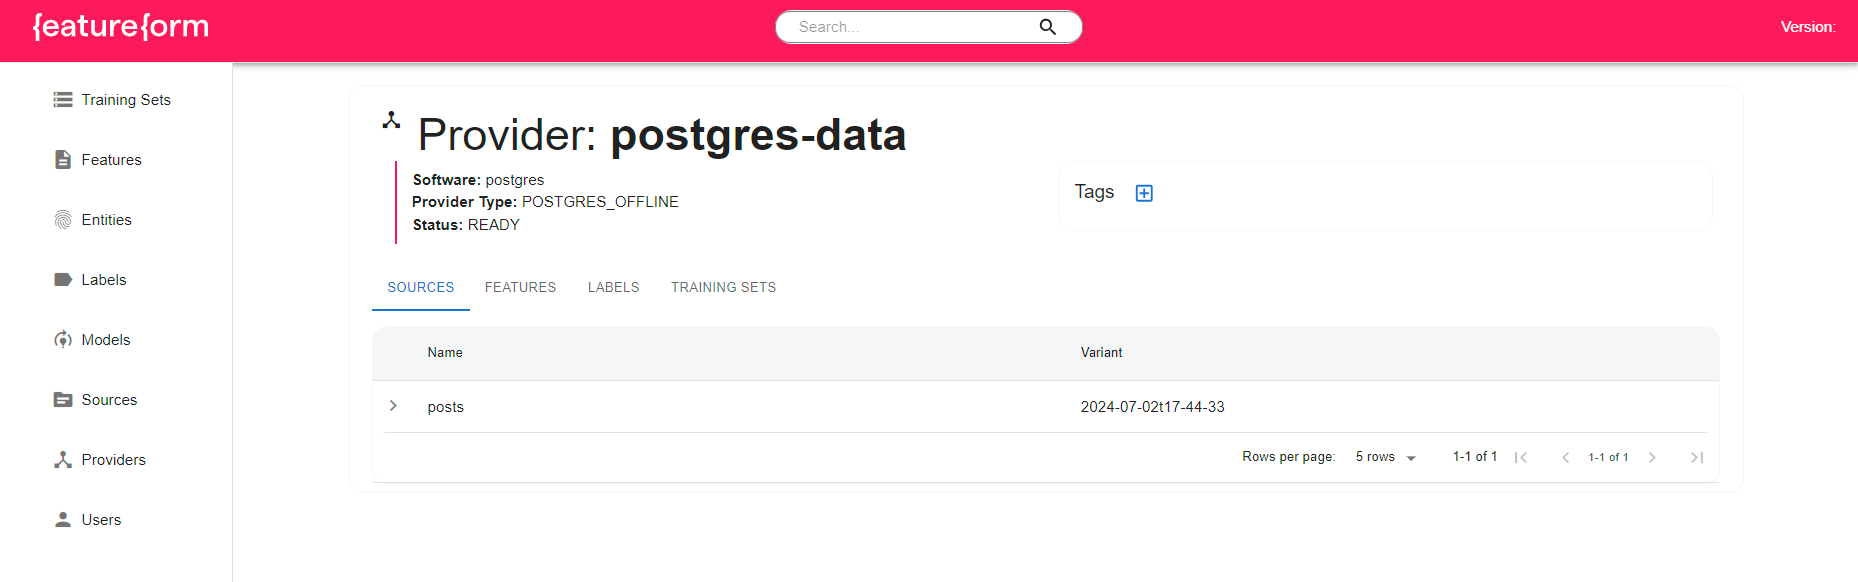 {eature{orm
Search...
Version:
Training Sets
Features
Entities
Labels
Models
Sources
Providers
Users
Provider: postgres-data
Software: postgres
Provider Type: POSTGRES_OFFLINE
Status: READY
Tags
SOURCES FEATURES LABELS TRAINING SETS
Name Variant
posts 2024-07-02t17-44-33
Rows per page: 5 rows 1-1 of 1 1-1 of 1